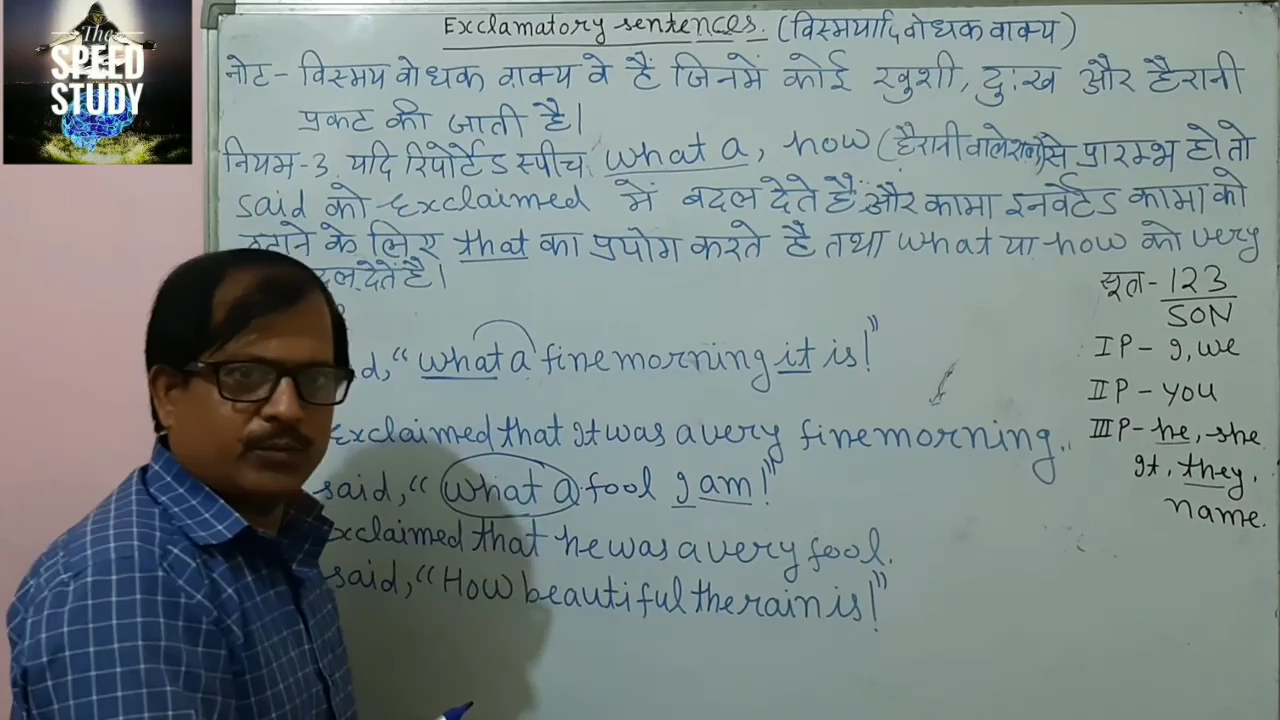 The
SPEED
STUDY
Exclamatory sentences. (विस्मयादि बोधक वाक्य)
नोट - विस्मय बोधक वाक्य वे हैं जिनमें कोई खुशी, दु:ख और हैरानी
प्रकट की जाती है।
नियम-3. यदि रिपोर्टेड स्पीच what a, how (हैरानी वाले शब्द) से प्रारम्भ हो तो
said को exclaimed में बदल देते हैं और कामा इनवर्टेड कामा को
हटाने के लिए that का प्रयोग करते हैं तथा what या how को very
देतें है।
सूत्र - 123
SON
IP - I, we
IIP - you
IIIP - he, she
It, they,
name.
d, "what a fine morning it is!"
Exclaimed that It was a very fine morning.
said, "what a fool I am!"
xclaimed that he was a very fool.
said, "How beautiful the rain is!"